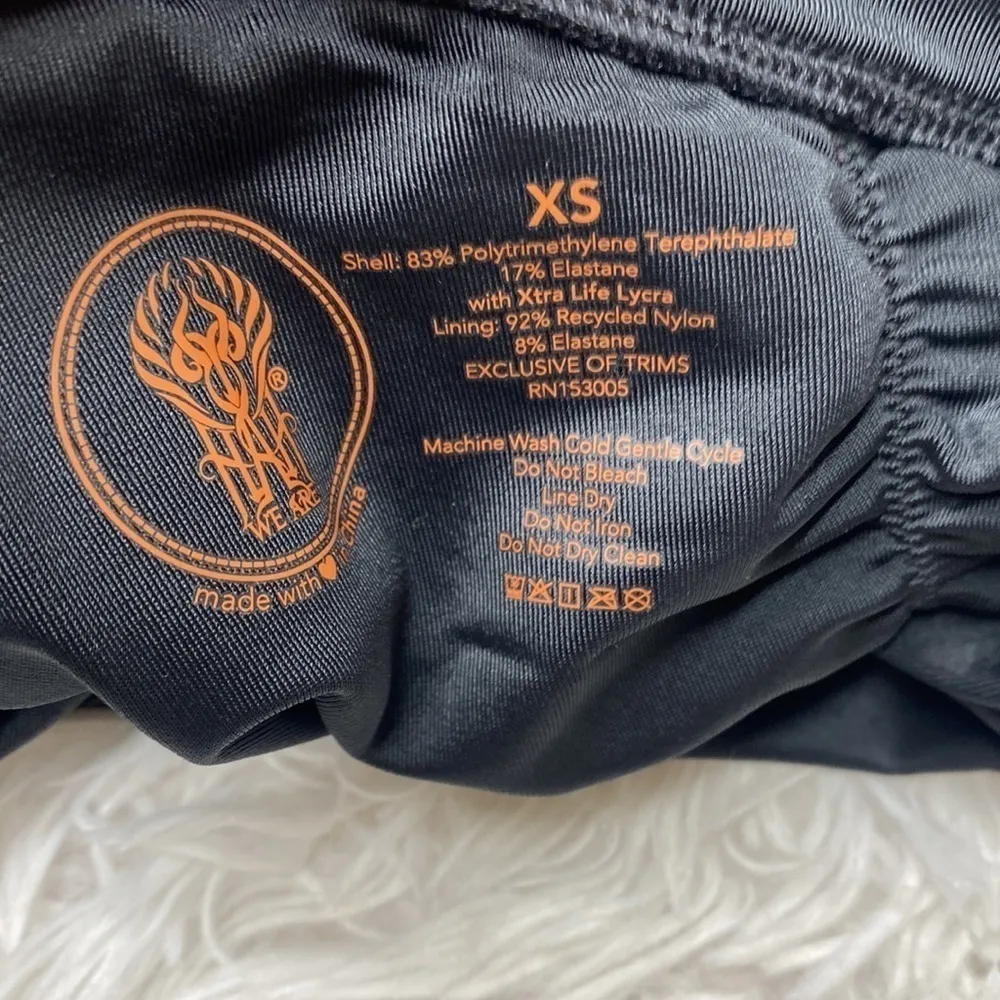 XS
Shell: 83% Polytrimethylene Terephthalate
17% Elastane
with Xtra Life Lycra
Lining: 92% Recycled Nylon
8% Elastane
EXCLUSIVE OF TRIMS
RN153005
Machine Wash Cold Gentle Cycle
Do Not Bleach
Line Dry
Do Not Iron
Do Not Dry Clean
®
WE ARE
made with in China